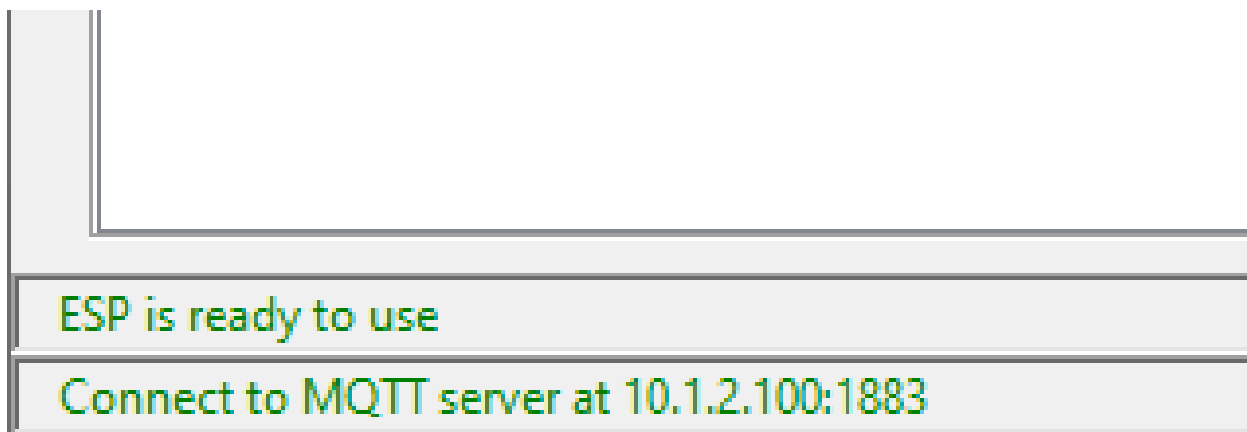 ESP is ready to use
Connect to MQTT server at 10.1.2.100:1883